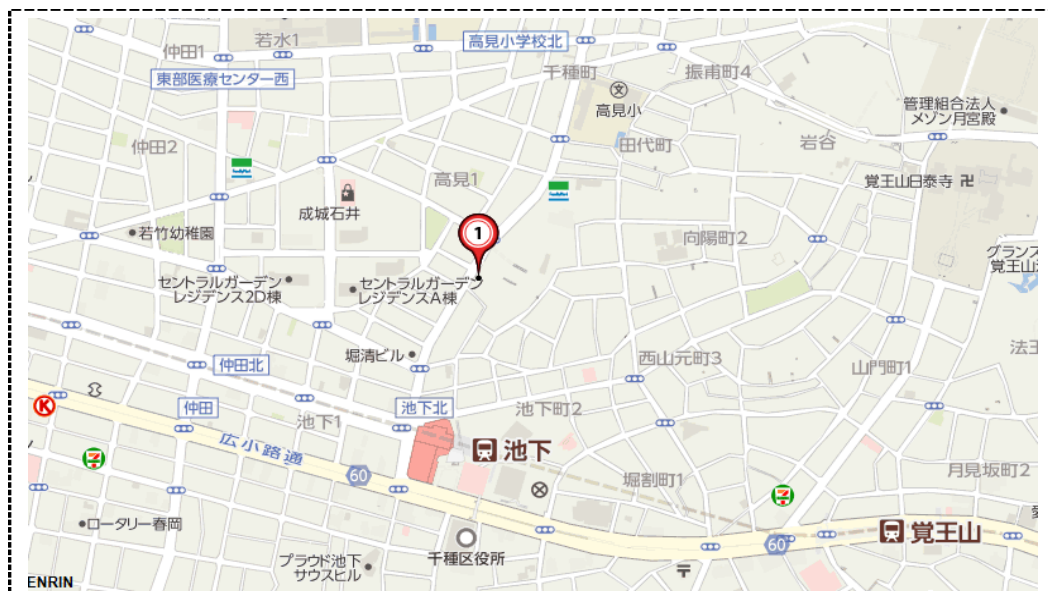 仲田1
若水1
高見小学校北
東部医療センター西
千種町
振甫町4
文
高見小
管理組合法人
メゾン月宮殿
仲田2
田代町
岩谷
高見1
覚王山日泰寺
成城石井
若竹幼稚園
1
向陽町2
グランス
覚王山
セントラルガーデン
レジデンス2D棟
セントラルガーデン
レジデンスA棟
堀清ビル
仲田北
西山元町3
法王
山門町1
K
仲田
池下北
池下1
池下町2
広小路通
池下
60
堀割町1
月見坂町2
7
7
ロータリー春岡
千種区役所
覚王山
60
プラウド池下
サウスヒル
〒
ENRIN